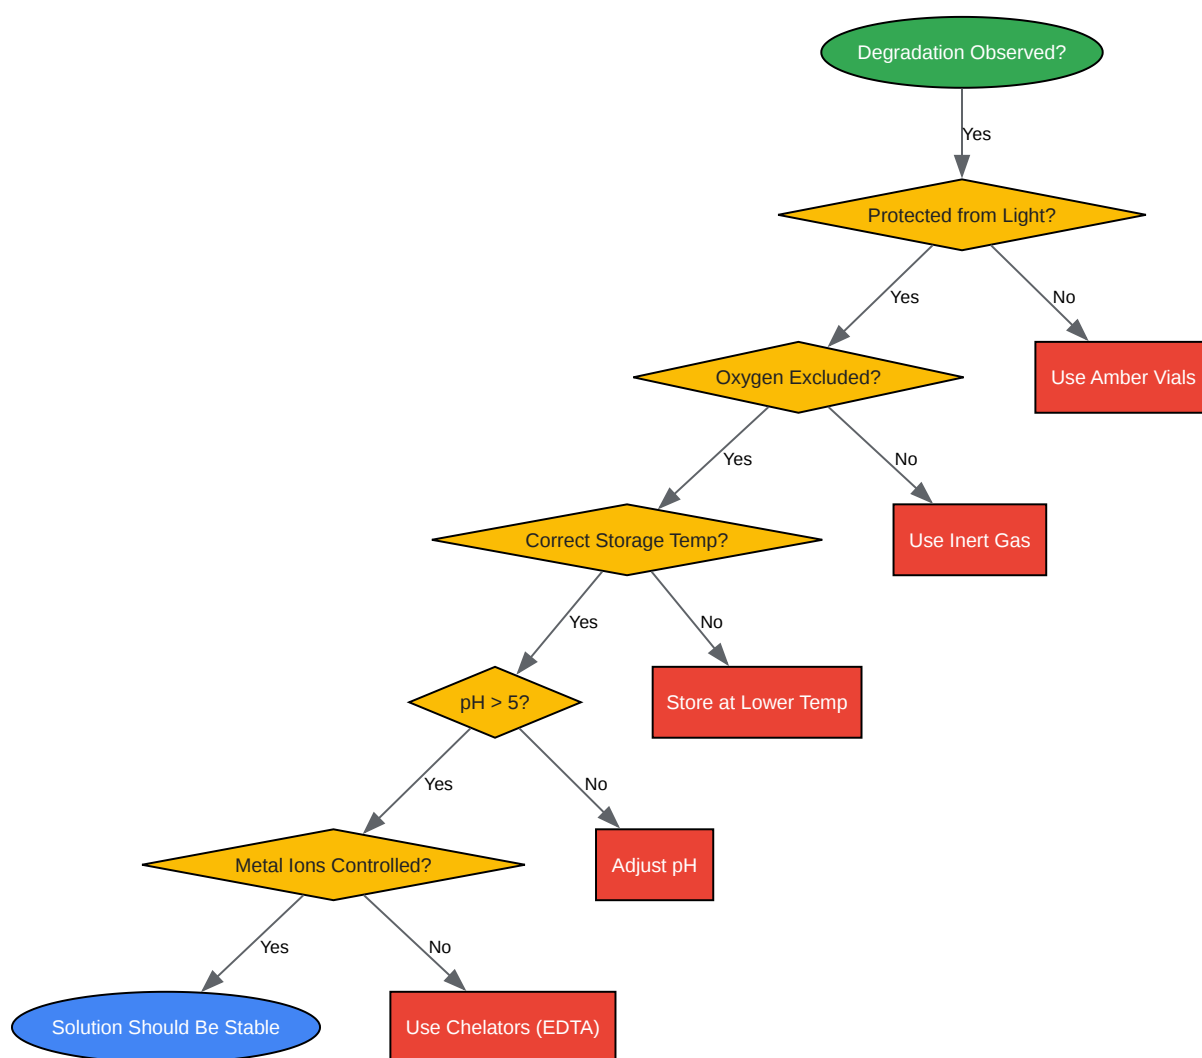 Degradation Observed?
Yes
Protected from Light?
Yes
No
Oxygen Excluded?
Use Amber Vials
Yes
No
Correct Storage Temp?
Use Inert Gas
Yes
No
pH > 5?
Store at Lower Temp
Yes
No
Metal Ions Controlled?
Adjust pH
Yes
No
Solution Should Be Stable
Use Chelators (EDTA)